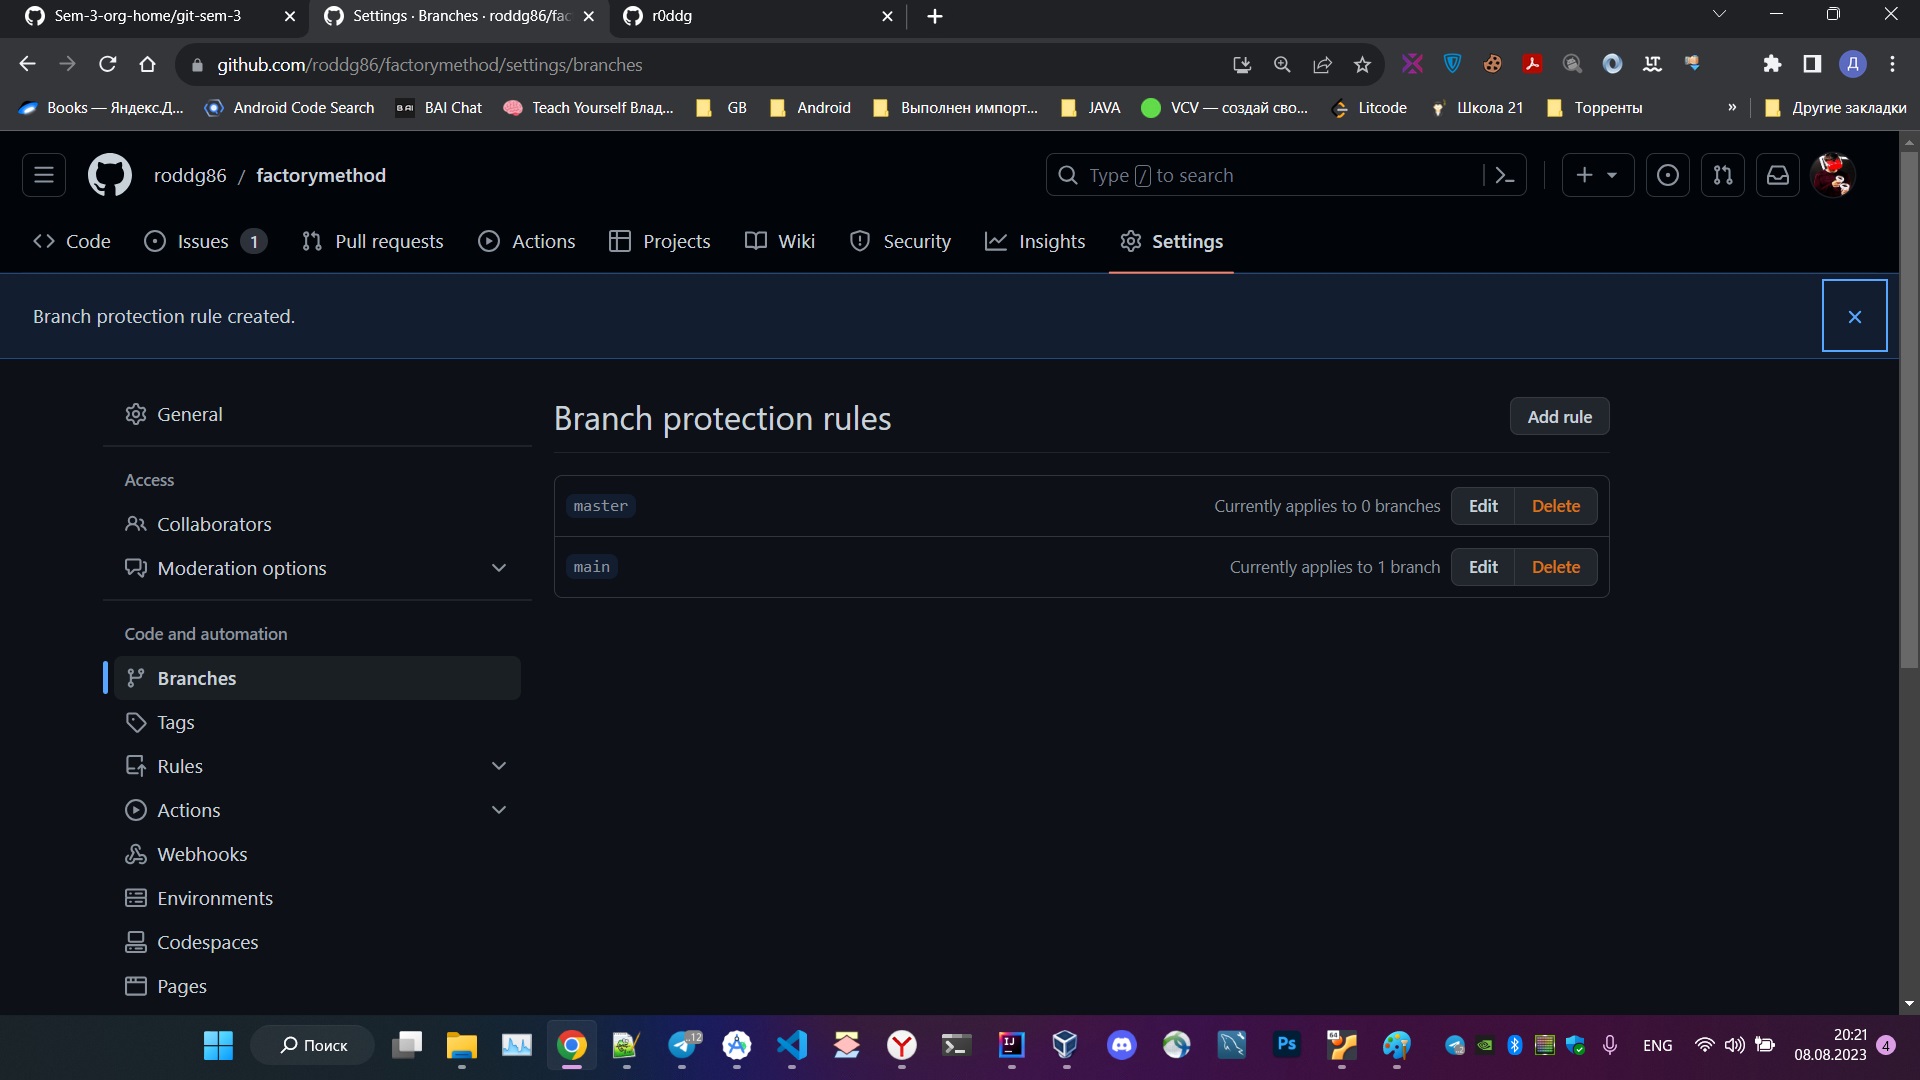 Sem-3-org-home/git-sem-3
Settings · Branches · roddg86/fac
r0ddg
github.com/roddg86/factorymethod/settings/branches
Books — Яндекс.Д...
Android Code Search
BAI
BAI Chat
Teach Yourself Влад...
GB
Android
Выполнен импорт...
JAVA
VCV — создай сво...
Litcode
Школа 21
Торренты
»
Другие закладки
Д
roddg86 / factorymethod
Type / to search
Code
Issues 1
Pull requests
Actions
Projects
Wiki
Security
Insights
Settings
Branch protection rule created.
General
Access
Collaborators
Moderation options
Code and automation
Branches
Tags
Rules
Actions
Webhooks
Environments
Codespaces
Pages
Branch protection rules
Add rule
master
Currently applies to 0 branches
Edit
Delete
main
Currently applies to 1 branch
Edit
Delete
Поиск
..12
IJ
Ps
64
ENG
20:21
08.08.2023
4